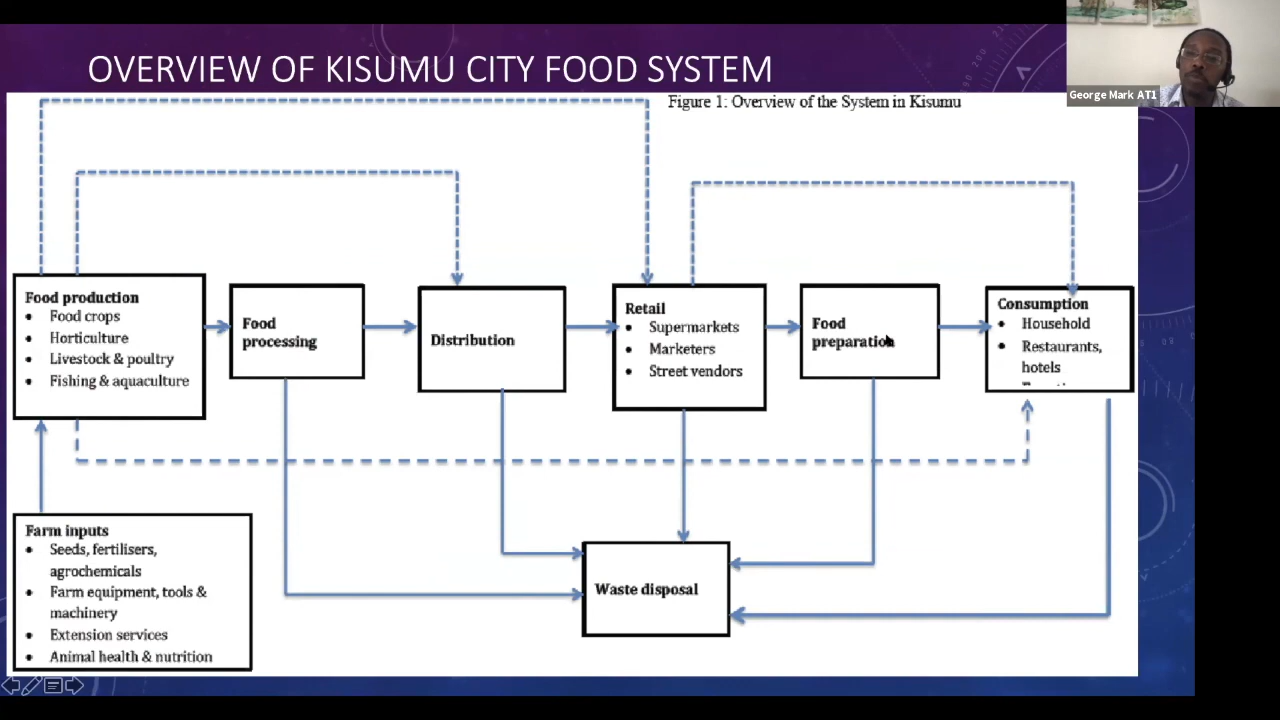 OVERVIEW OF KISUMU CITY FOOD SYSTEM
George Mark AT1
Figure 1: Overview of the System in Kisumu
Food production
• Food crops
• Horticulture
• Livestock & poultry
• Fishing & aquaculture
Food
processing
Distribution
Retail
• Supermarkets
• Marketers
• Street vendors
Food
preparation
Consumption
• Household
• Restaurants,
hotels
Farm inputs
• Seeds, fertilisers,
agrochemicals
• Farm equipment, tools &
machinery
• Extension services
• Animal health & nutrition
Waste disposal